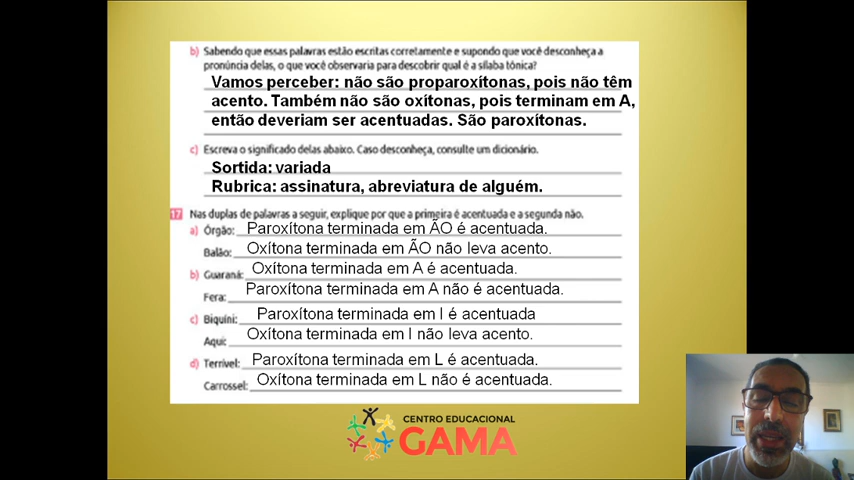 b) Sabendo que essas palavras estão escritas corretamente e supondo que você desconheça a
pronúncia delas, o que você observaria para descobrir qual é a sílaba tônica?
Vamos perceber: não são proparoxítonas, pois não têm
acento. Também não são oxítonas, pois terminam em A,
então deveriam ser acentuadas. São paroxítonas.
c) Escreva o significado delas abaixo. Caso desconheça, consulte um dicionário.
Sortida: variada
Rubrica: assinatura, abreviatura de alguém.
17 Nas duplas de palavras a seguir, explique por que a primeira é acentuada e a segunda não.
a) Órgão: Paroxítona terminada em ÃO é acentuada.
Balão: Oxítona terminada em ÃO não leva acento.
b) Guaraná: Oxítona terminada em A é acentuada.
Fera: Paroxítona terminada em A não é acentuada.
c) Biquíni: Paroxítona terminada em I é acentuada
Aqui: Oxítona terminada em I não leva acento.
d) Terrível: Paroxítona terminada em L é acentuada.
Carrossel: Oxítona terminada em L não é acentuada.
CENTRO EDUCACIONAL
GAMA